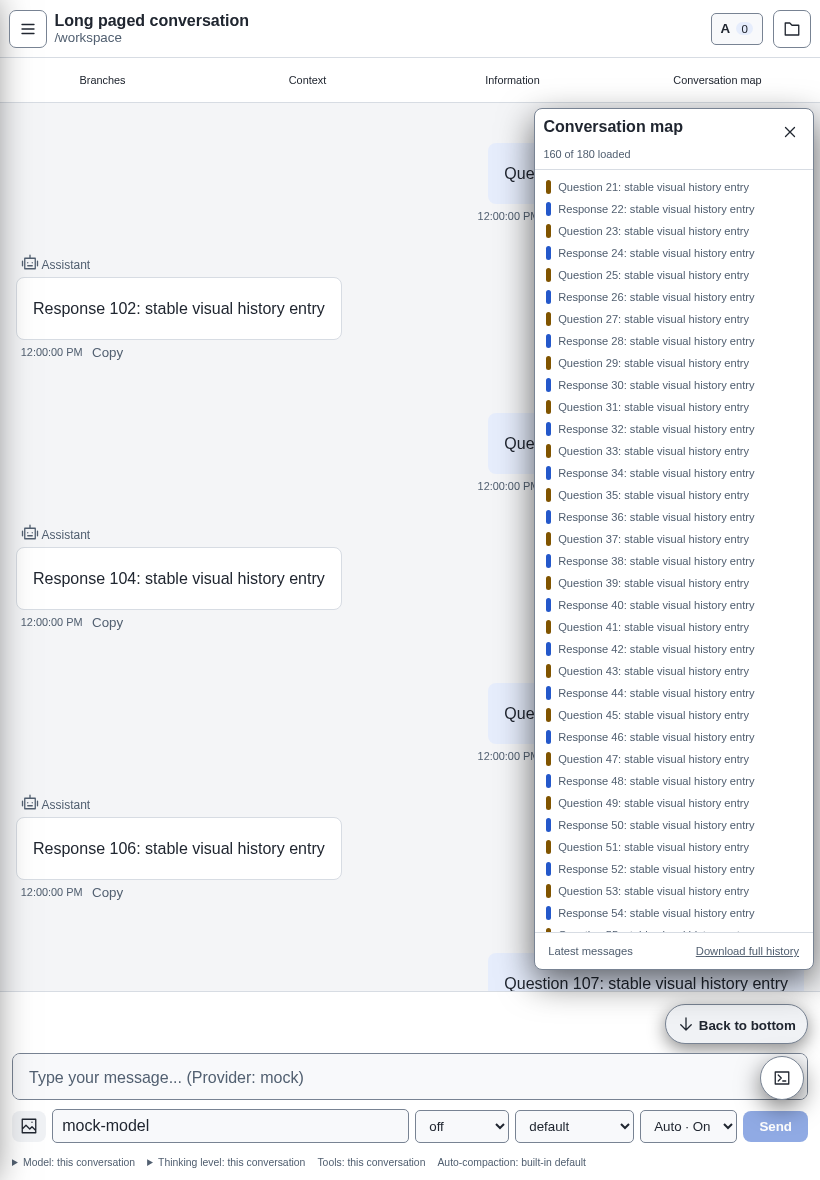 Long paged conversation
/workspace
A 0
Branches Context Information Conversation map
Que
12:00:00 PM
Assistant
Response 102: stable visual history entry
12:00:00 PM Copy
Que
12:00:00 PM
Assistant
Response 104: stable visual history entry
12:00:00 PM Copy
Que
12:00:00 PM
Assistant
Response 106: stable visual history entry
12:00:00 PM Copy
Question 107: stable visual history entry
Conversation map
160 of 180 loaded
Question 21: stable visual history entry
Response 22: stable visual history entry
Question 23: stable visual history entry
Response 24: stable visual history entry
Question 25: stable visual history entry
Response 26: stable visual history entry
Question 27: stable visual history entry
Response 28: stable visual history entry
Question 29: stable visual history entry
Response 30: stable visual history entry
Question 31: stable visual history entry
Response 32: stable visual history entry
Question 33: stable visual history entry
Response 34: stable visual history entry
Question 35: stable visual history entry
Response 36: stable visual history entry
Question 37: stable visual history entry
Response 38: stable visual history entry
Question 39: stable visual history entry
Response 40: stable visual history entry
Question 41: stable visual history entry
Response 42: stable visual history entry
Question 43: stable visual history entry
Response 44: stable visual history entry
Question 45: stable visual history entry
Response 46: stable visual history entry
Question 47: stable visual history entry
Response 48: stable visual history entry
Question 49: stable visual history entry
Response 50: stable visual history entry
Question 51: stable visual history entry
Response 52: stable visual history entry
Question 53: stable visual history entry
Response 54: stable visual history entry
Latest messages Download full history
Back to bottom
Type your message... (Provider: mock)
mock-model off default Auto · On Send
Model: this conversation Thinking level: this conversation Tools: this conversation Auto-compaction: built-in default